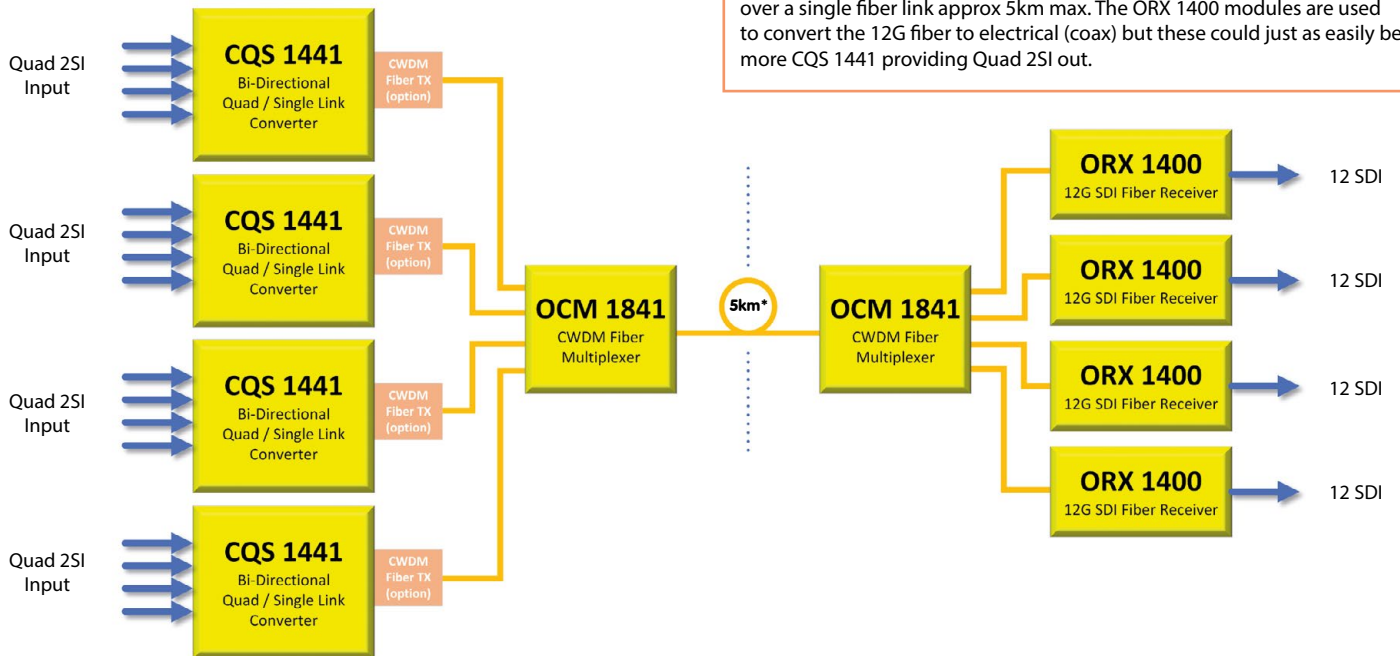 over a single fiber link approx 5km max. The ORX 1400 modules are used
to convert the 12G fiber to electrical (coax) but these could just as easily be
more CQS 1441 providing Quad 2SI out.
Quad 2SI
Input
CQS 1441
Bi-Directional
Quad / Single Link
Converter
CWDM
Fiber TX
(option)
Quad 2SI
Input
CQS 1441
Bi-Directional
Quad / Single Link
Converter
CWDM
Fiber TX
(option)
Quad 2SI
Input
CQS 1441
Bi-Directional
Quad / Single Link
Converter
CWDM
Fiber TX
(option)
Quad 2SI
Input
CQS 1441
Bi-Directional
Quad / Single Link
Converter
CWDM
Fiber TX
(option)
OCM 1841
CWDM Fiber
Multiplexer
5km*
OCM 1841
CWDM Fiber
Multiplexer
ORX 1400
12G SDI Fiber Receiver
12 SDI
ORX 1400
12G SDI Fiber Receiver
12 SDI
ORX 1400
12G SDI Fiber Receiver
12 SDI
ORX 1400
12G SDI Fiber Receiver
12 SDI